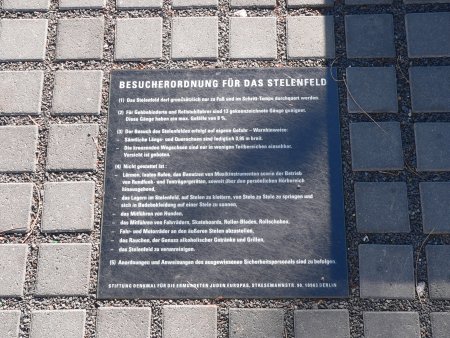 BESUCHERORDNUNG FÜR DAS STELENFELD
(1) Das Stelenfeld darf grundsätzlich nur zu Fuß und im Schritt-Tempo durchquert werden.
(2) Für Gehbehinderte und Rollstuhlfahrer sind 13 gekennzeichnete Gänge geeignet.
Diese Gänge haben ein max. Gefälle von 8 %.
(3) Der Besuch des Stelenfeldes erfolgt auf eigene Gefahr – Warnhinweise:
– Sämtliche Längs- und Querachsen sind lediglich 0,95 m breit.
Die kreuzenden Wegachsen sind nur in wenigen Teilbereichen einsehbar.
Vorsicht ist geboten.
(4) Nicht gestattet ist:
– Lärmen, lautes Rufen, das Benutzen von Musikinstrumenten sowie der Betrieb
von Rundfunk- und Tonträgergeräten, soweit über den persönlichen Hörbereich
hinausgehend,
– das Lagern im Stelenfeld, auf Stelen zu klettern, von Stele zu Stele zu springen und
sich in Badebekleidung auf einer Stele zu sonnen,
– das Mitführen von Hunden,
– das Mitführen von Fahrrädern, Skateboards, Roller-Blades, Rollschuhen,
– Fahr- und Motorräder an den äußeren Stelen abzustellen,
– das Rauchen, der Genuss alkoholischer Getränke und Grillen,
– das Stelenfeld zu verunreinigen.
(5) Anordnungen und Anweisungen des ausgewiesenen Sicherheitspersonals sind zu befolgen.
STIFTUNG DENKMAL FÜR DIE ERMORDETEN JUDEN EUROPAS, STRESEMANNSTR. 90, 10963 BERLIN